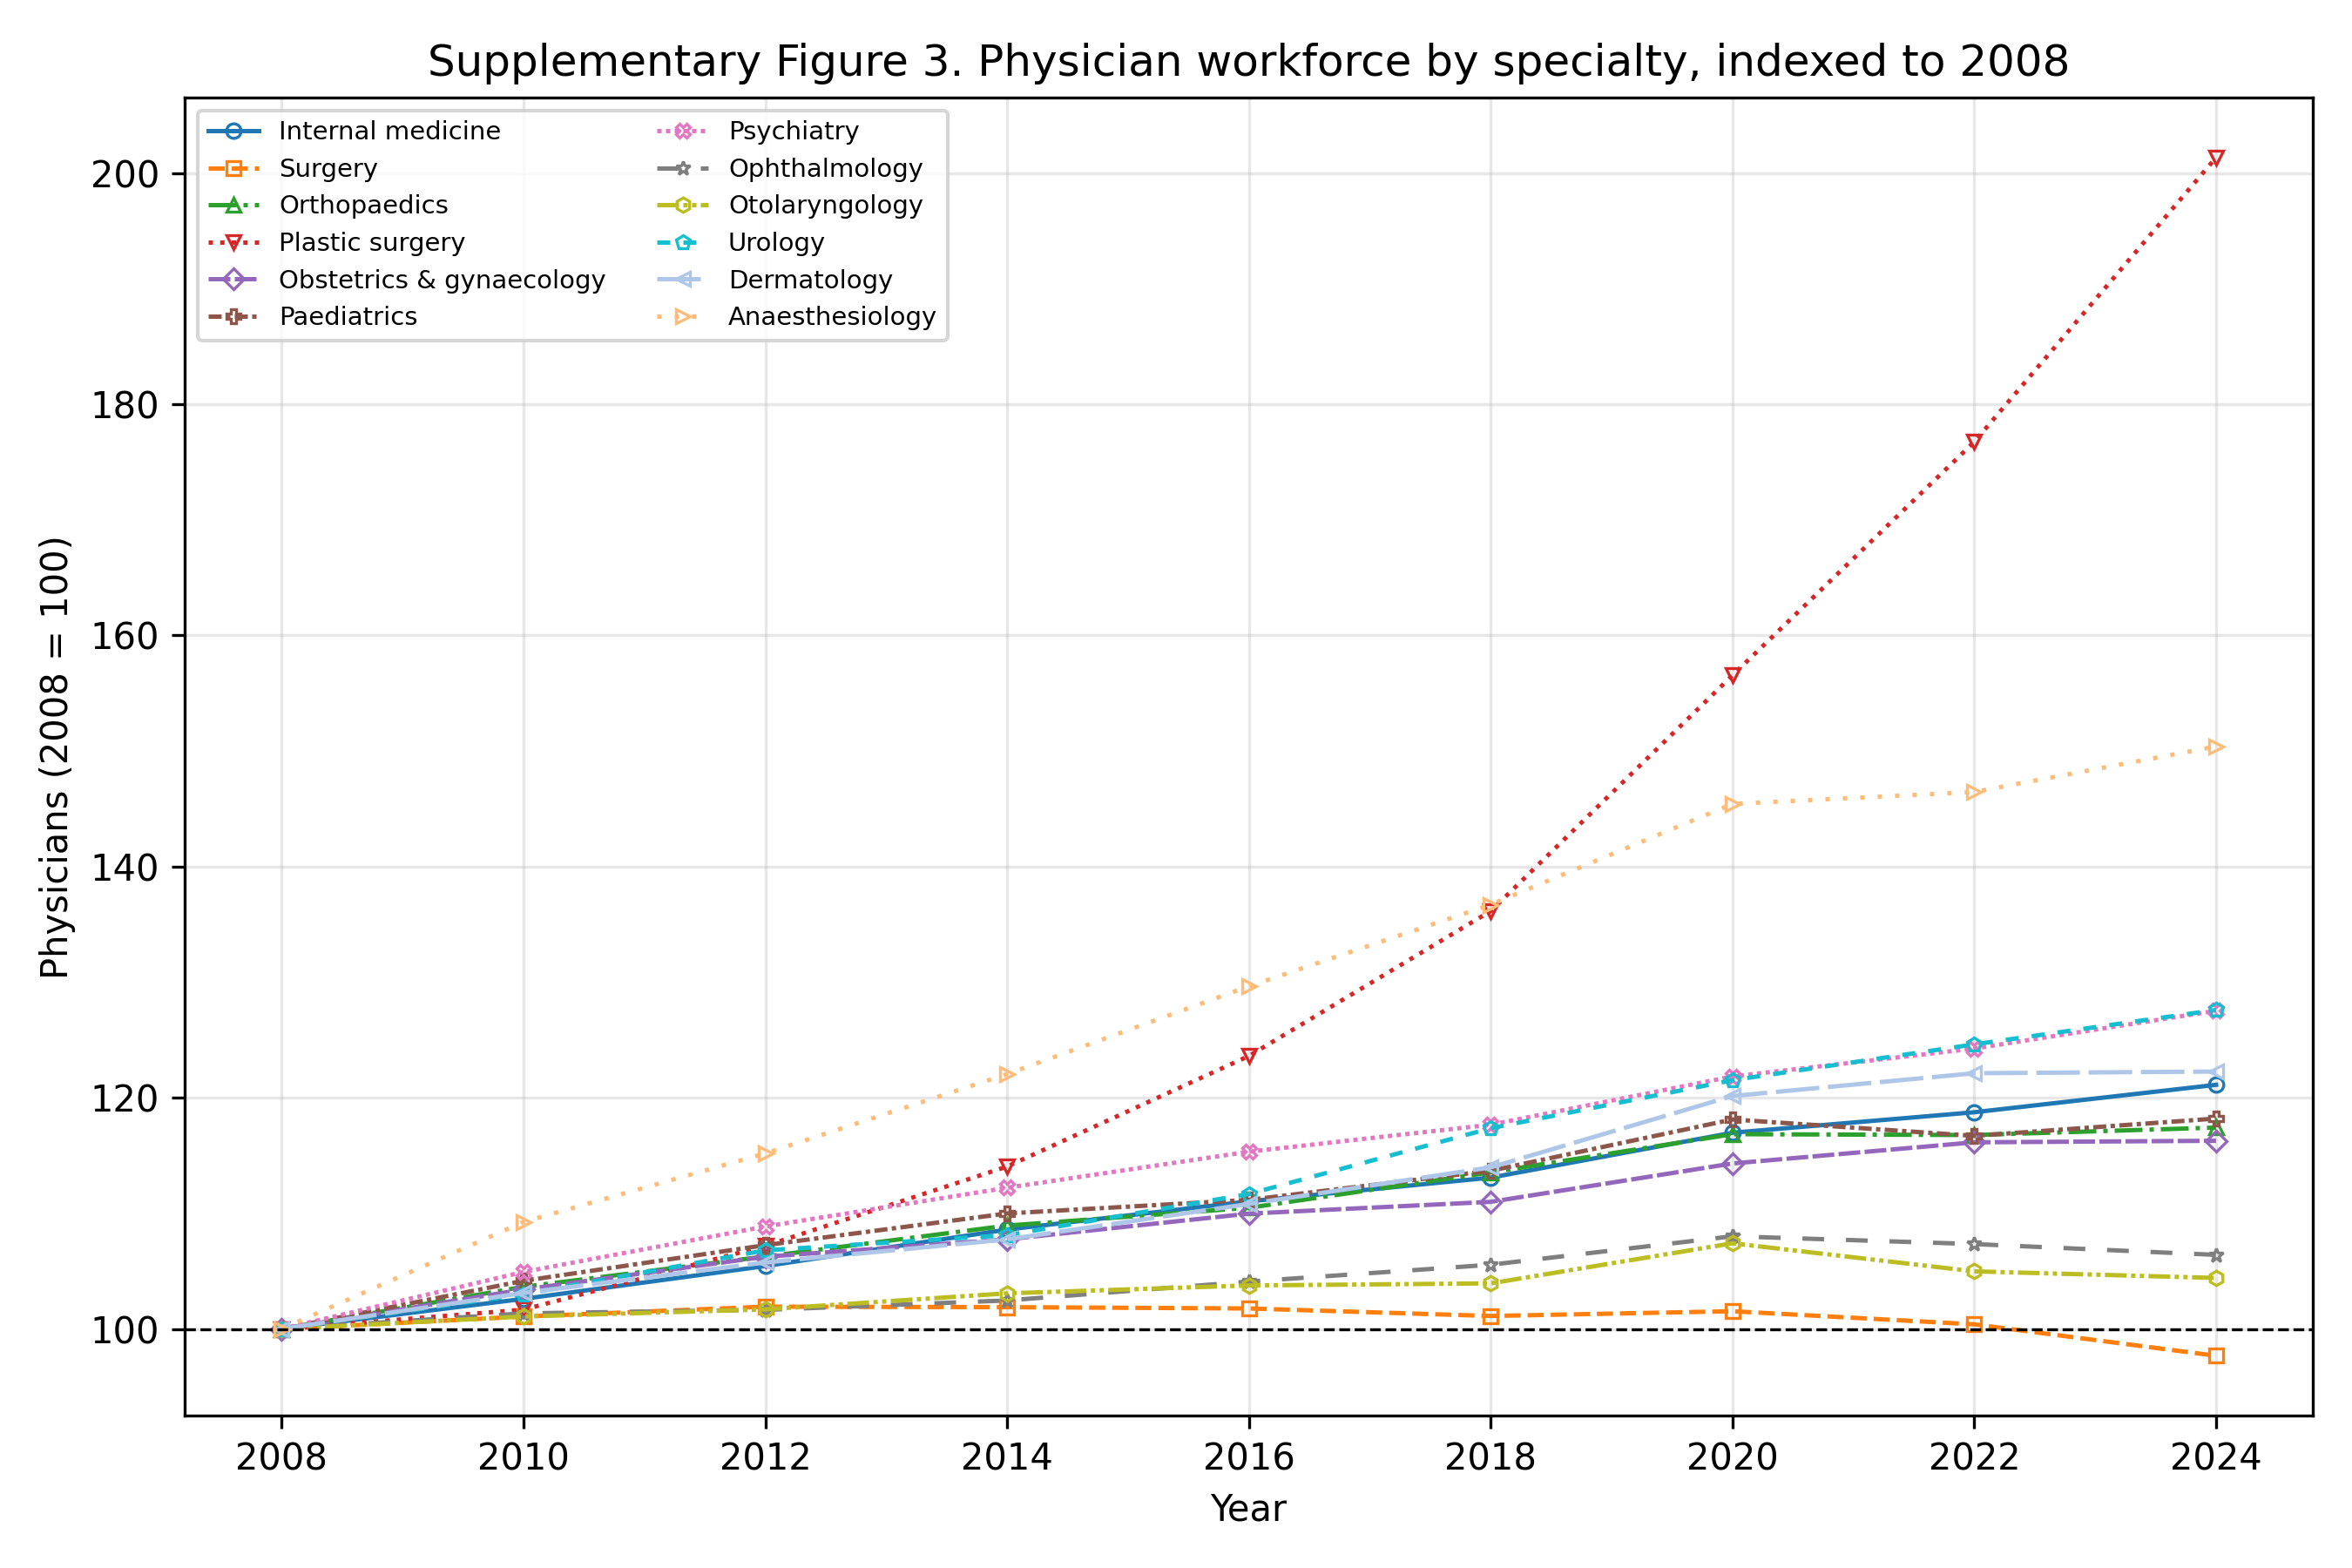 Supplementary Figure 3. Physician workforce by specialty, indexed to 2008
Internal medicine
Surgery
Orthopaedics
Plastic surgery
Obstetrics & gynaecology
Paediatrics
Psychiatry
Ophthalmology
Otolaryngology
Urology
Dermatology
Anaesthesiology
Physicians (2008 = 100)
200
180
160
140
120
100
2008 2010 2012 2014 2016 2018 2020 2022 2024
Year